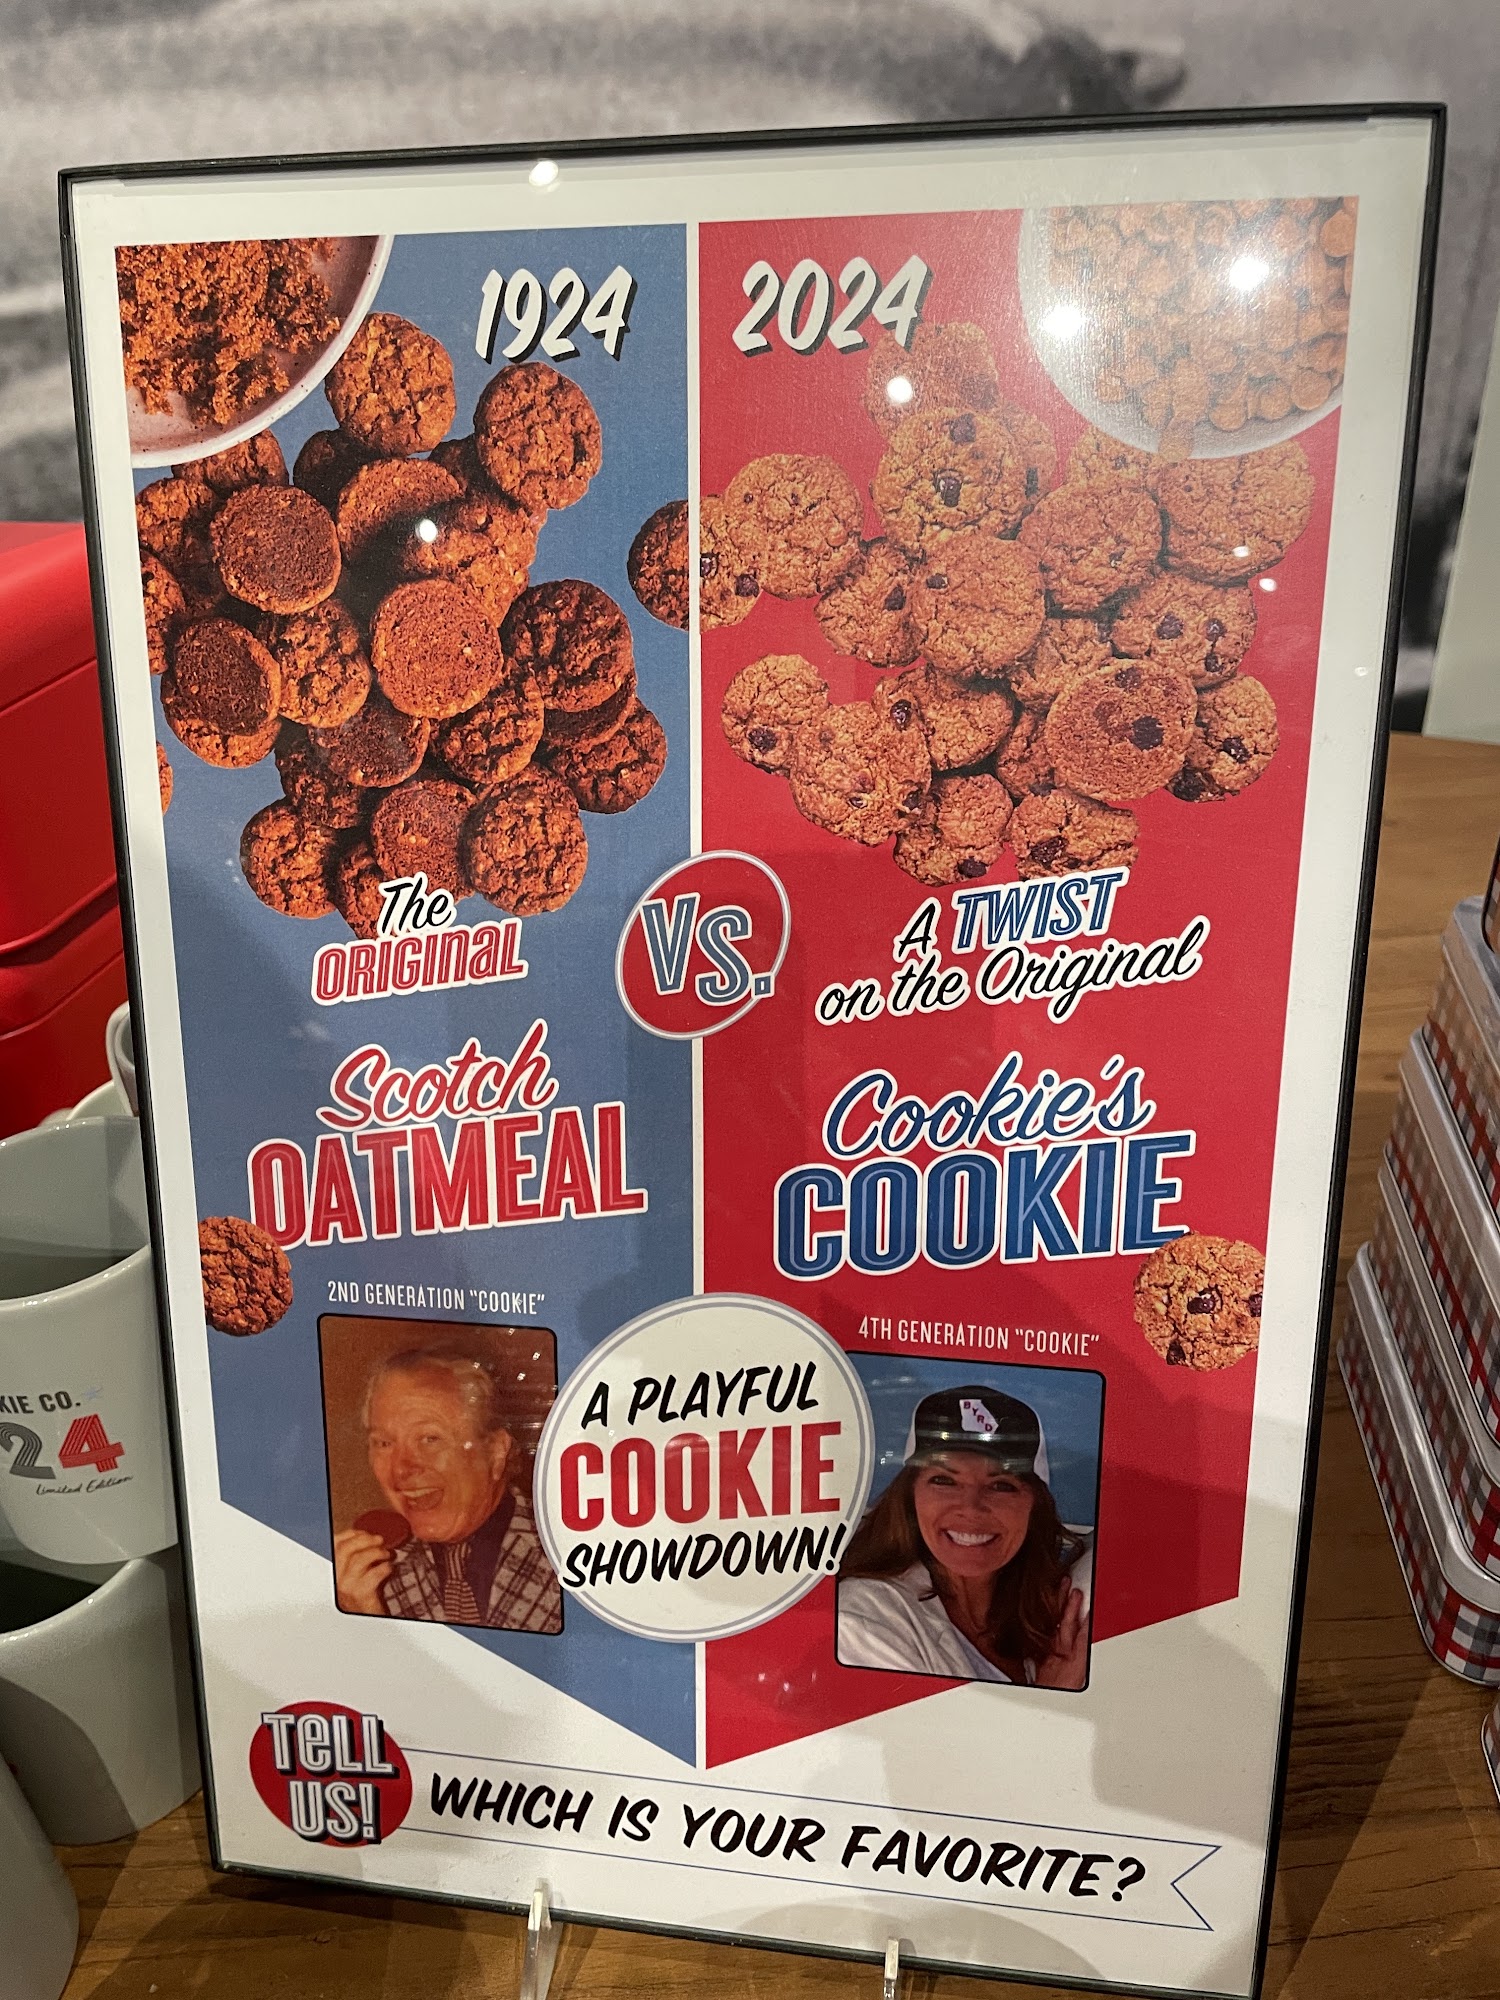 1924
2024
The
ORIGINAL
VS.
A TWIST
on the Original
Scotch
OATMEAL
Cookie's
COOKIE
2ND GENERATION "COOKIE"
4TH GENERATION "COOKIE"
BYRD
A PLAYFUL
COOKIE
SHOWDOWN!
TELL
US!
WHICH IS YOUR FAVORITE?
KIE CO.
24
Limited Edition